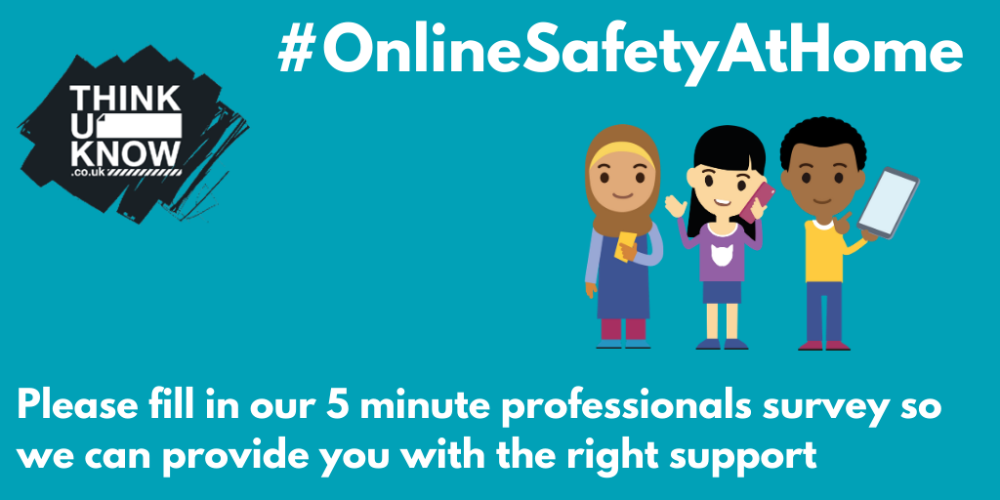 #OnlineSafetyAtHome
THINK
U
KNOW
.co.uk
Please fill in our 5 minute professionals survey so
we can provide you with the right support